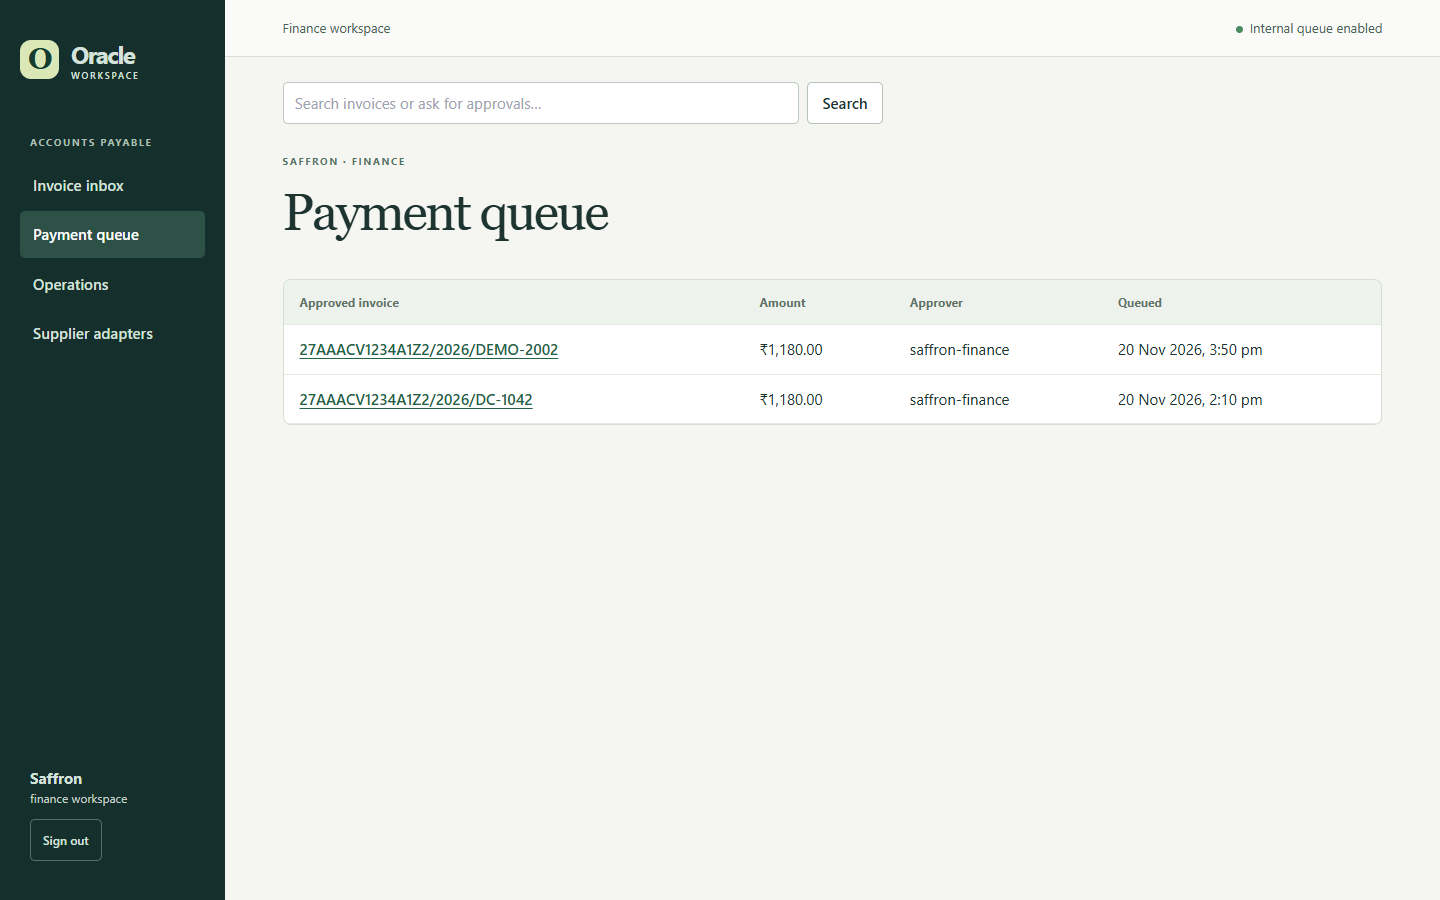 O
Oracle
WORKSPACE
ACCOUNTS PAYABLE
Invoice inbox
Payment queue
Operations
Supplier adapters
Saffron
finance workspace
Sign out
Finance workspace
Internal queue enabled
Search invoices or ask for approvals...
Search
SAFFRON · FINANCE
Payment queue
Approved invoice Amount Approver Queued
27AAACV1234A1Z2/2026/DEMO-2002 ₹1,180.00 saffron-finance 20 Nov 2026, 3:50 pm
27AAACV1234A1Z2/2026/DC-1042 ₹1,180.00 saffron-finance 20 Nov 2026, 2:10 pm